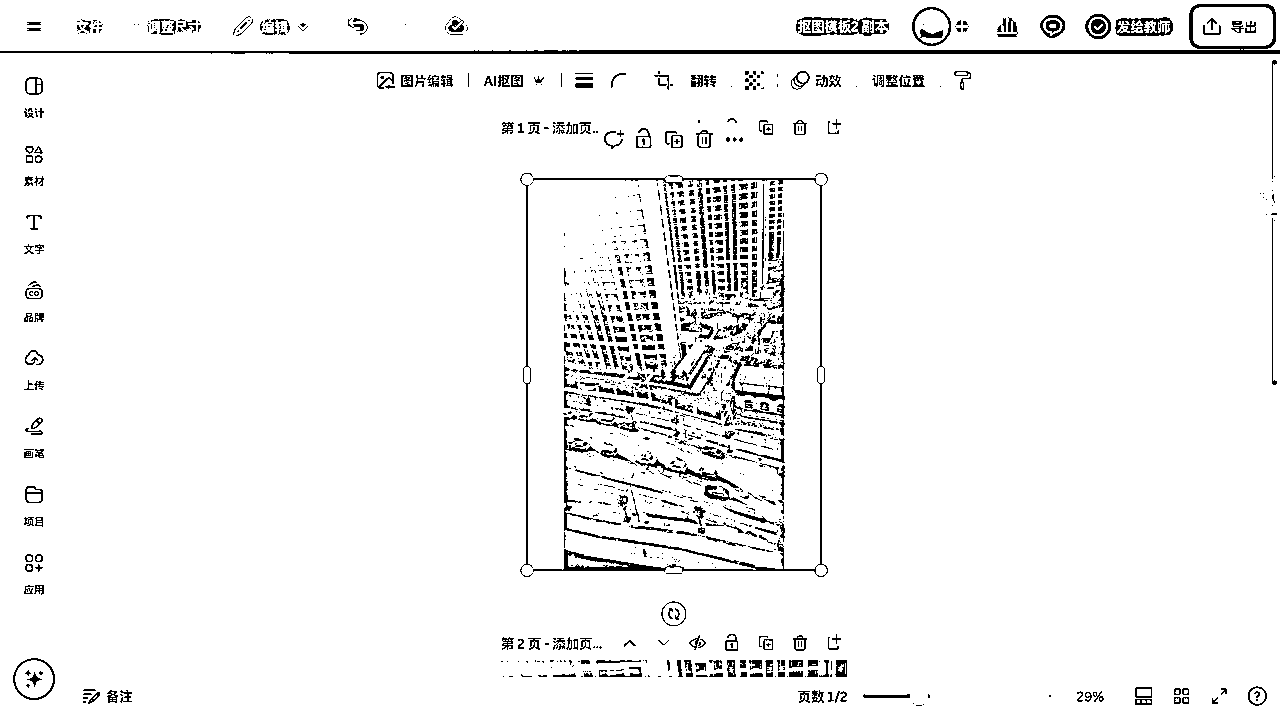 文件 调整尺寸 编辑 抠图模板2 副本 发给教师 导出
图片编辑 AI抠图 翻转 动效 调整位置
设计
第1页 - 添加页...
素材
文字
CO
品牌
上传
画笔
项目
应用
第2页 - 添加页...
备注 页数 1/2 29%